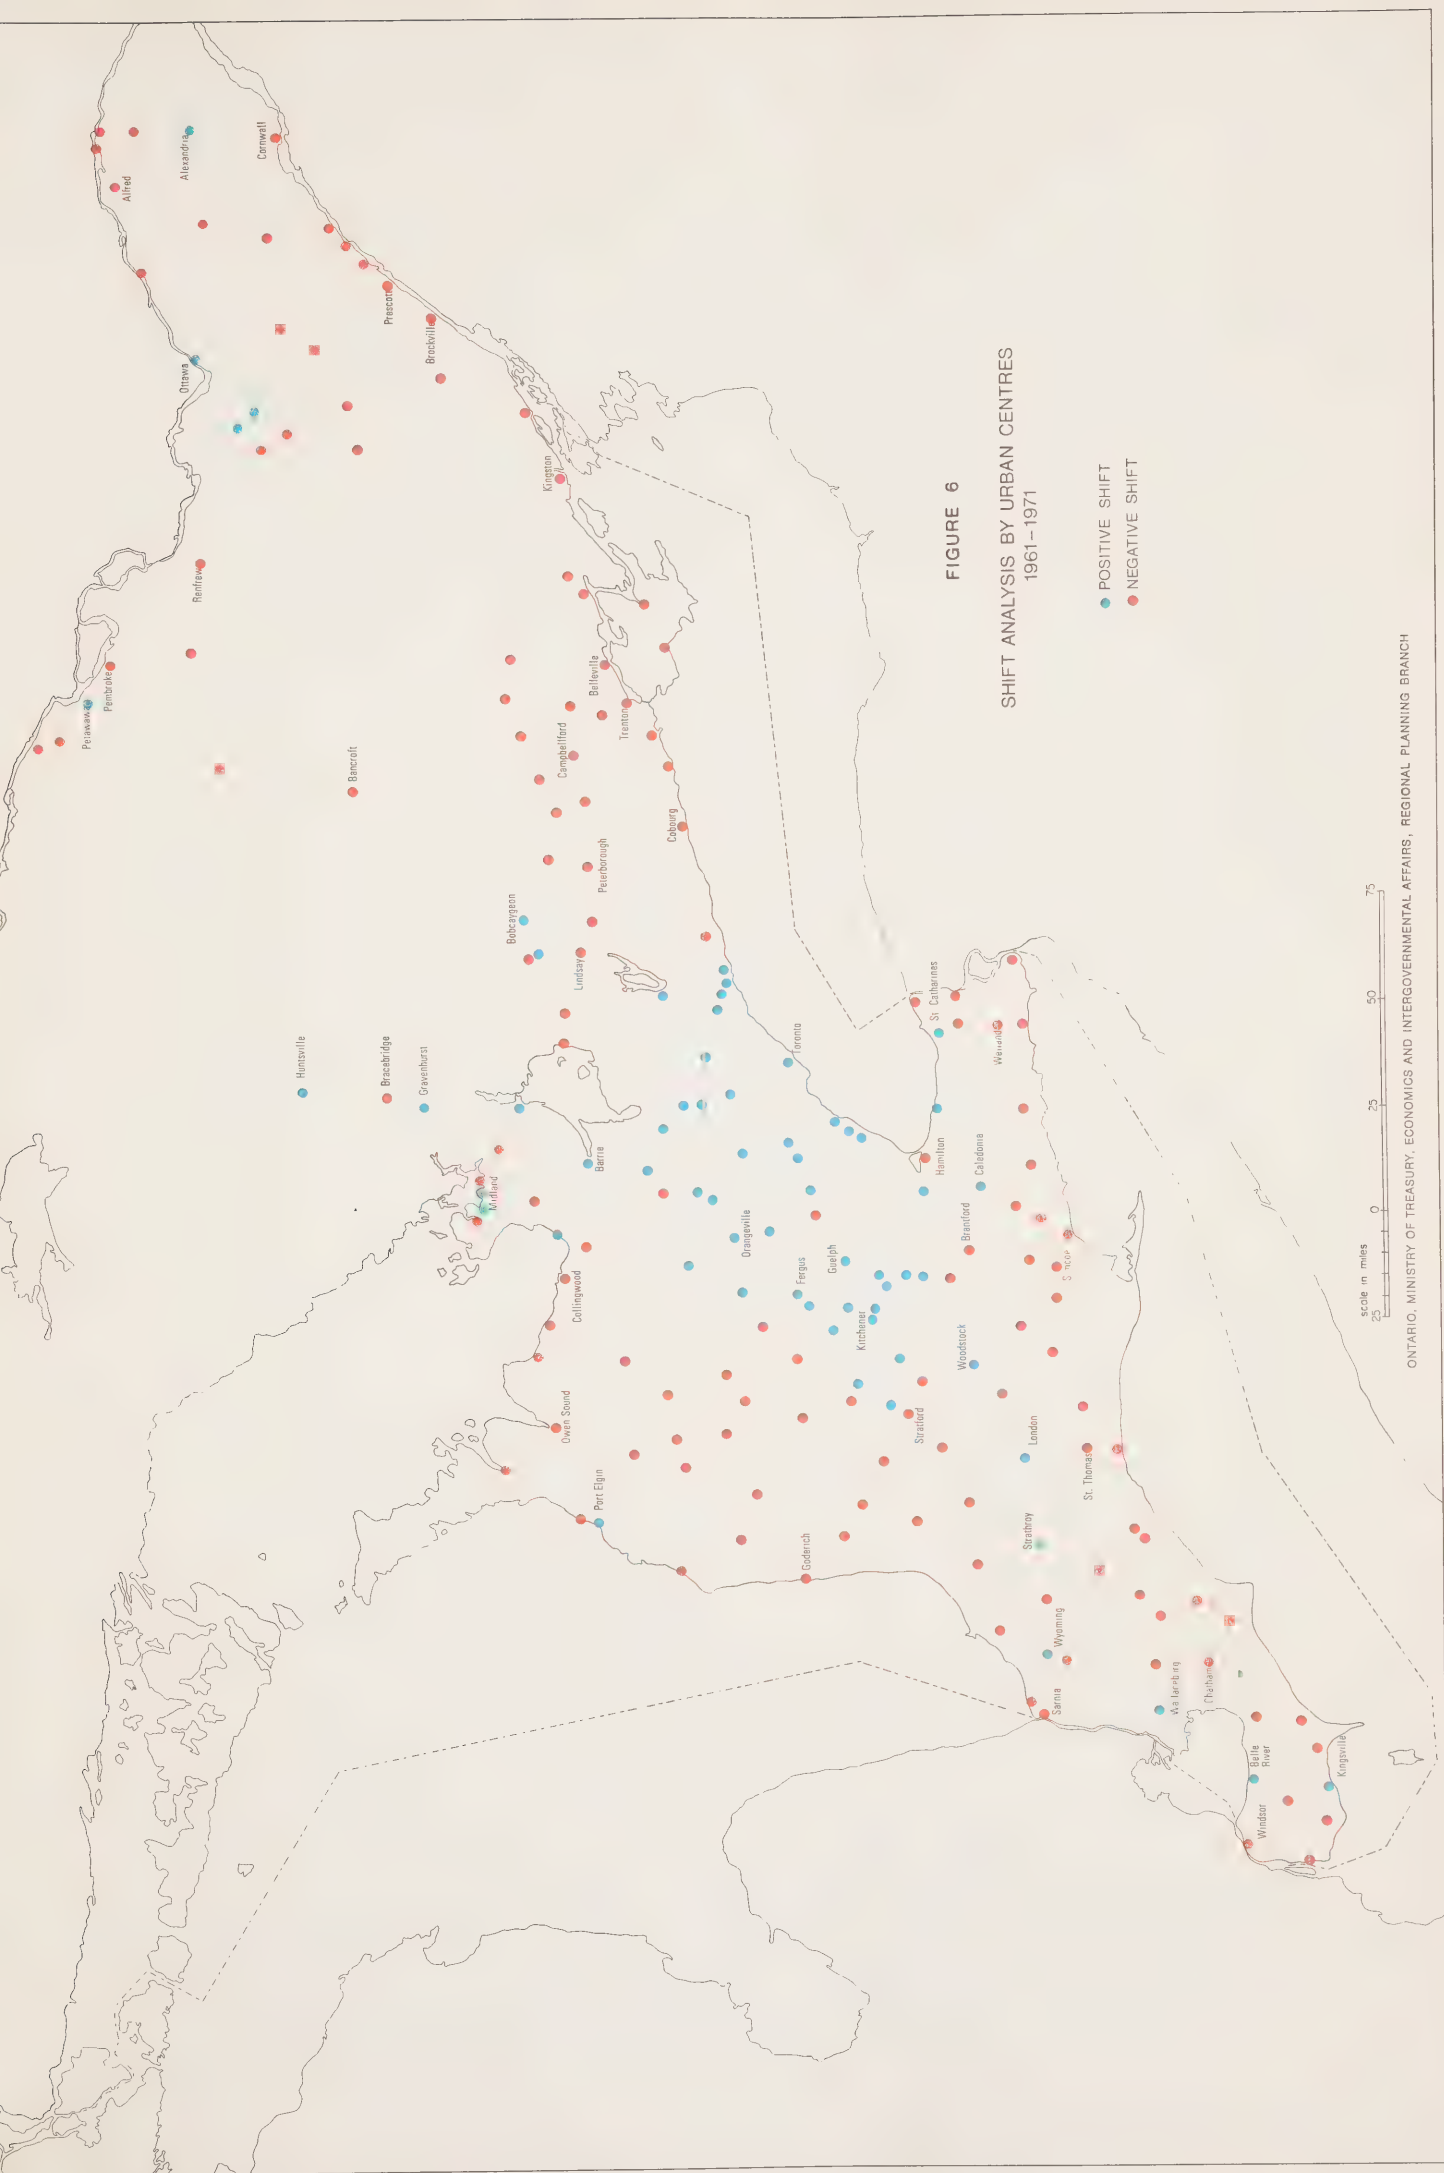 FIGURE 6
SHIFT ANALYSIS BY URBAN CENTRES
1961–1971
POSITIVE SHIFT
NEGATIVE SHIFT
Alfred
Alexandria
Cornwall
Prescott
Brockville
Ottawa
Kingston
Renfrew
Pembroke
Petawawa
Bancroft
Belleville
Trenton
Campbellford
Cobourg
Peterborough
Bobcaygeon
Lindsay
Huntsville
Bracebridge
Gravenhurst
Barrie
Midland
Collingwood
Owen Sound
Port Elgin
Toronto
St. Catharines
Welland
Hamilton
Caledonia
Brantford
Simcoe
Orangeville
Fergus
Guelph
Kitchener
Woodstock
Stratford
London
St. Thomas
Strathroy
Goderich
Wyoming
Sarnia
Wallaceburg
Chatham
Belle
River
Windsor
Kingsville
scale in miles
25 0 25 50 75
ONTARIO, MINISTRY OF TREASURY, ECONOMICS AND INTERGOVERNMENTAL AFFAIRS, REGIONAL PLANNING BRANCH